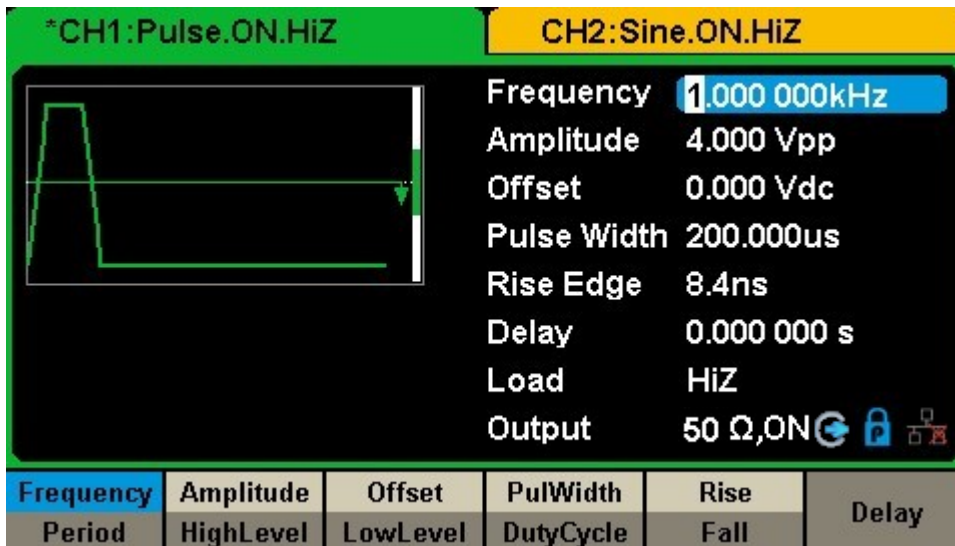 *CH1:Pulse.ON.HiZ CH2:Sine.ON.HiZ
Frequency 1.000 000kHz
Amplitude 4.000 Vpp
Offset 0.000 Vdc
Pulse Width 200.000us
Rise Edge 8.4ns
Delay 0.000 000 s
Load HiZ
Output 50 Ω,ON P
Frequency Amplitude Offset PulWidth Rise Delay
Period HighLevel LowLevel DutyCycle Fall